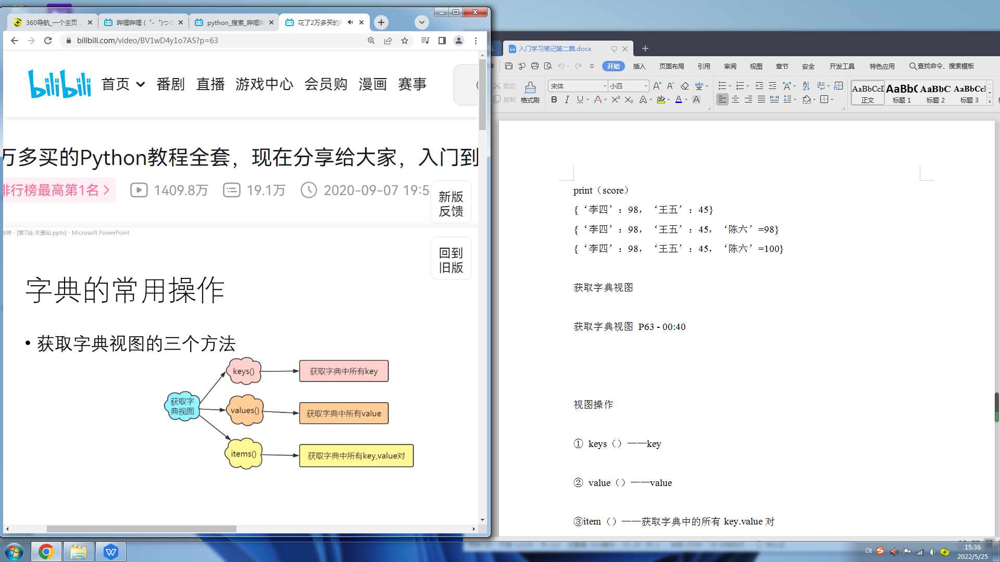 360导航_一个主页
哔哩哔哩 ( ゜- ゜)つロ
python_搜索_哔哩哔
花了2万多买的P
bilibili.com/video/BV1wD4y1o7AS?p=63
bilibili
首页
番剧
直播
游戏中心
会员购
漫画
赛事
万多买的Python教程全套，现在分享给大家，入门到
排行榜最高第1名
1409.8万
19.1万
2020-09-07 19:5
新版
反馈
[第7站-夫妻站.pptx] - Microsoft PowerPoint
回到
旧版
字典的常用操作
• 获取字典视图的三个方法
获取字
典视图
keys()
获取字典中所有key
values()
获取字典中所有value
items()
获取字典中所有key,value对
入门学习笔记第二篇.docx
开始
插入
页面布局
引用
审阅
视图
章节
安全
开发工具
特色应用
查找命令、搜索模板
剪切
复制
格式刷
宋体
小四
AaBbCcD
正文
AaBb(
标题 1
AaBbC
标题 2
AaBbCc
标题 3
print（score）
{‘李四’：98，‘王五’：45}
{‘李四’：98，‘王五’：45，‘陈六’=98}
{‘李四’：98，‘王五’：45，‘陈六’=100}
获取字典视图
获取字典视图 P63 - 00:40
视图操作
① keys（）——key
② value（）——value
③item（）——获取字典中的所有 key.value 对
CH
15:36
2022/5/25